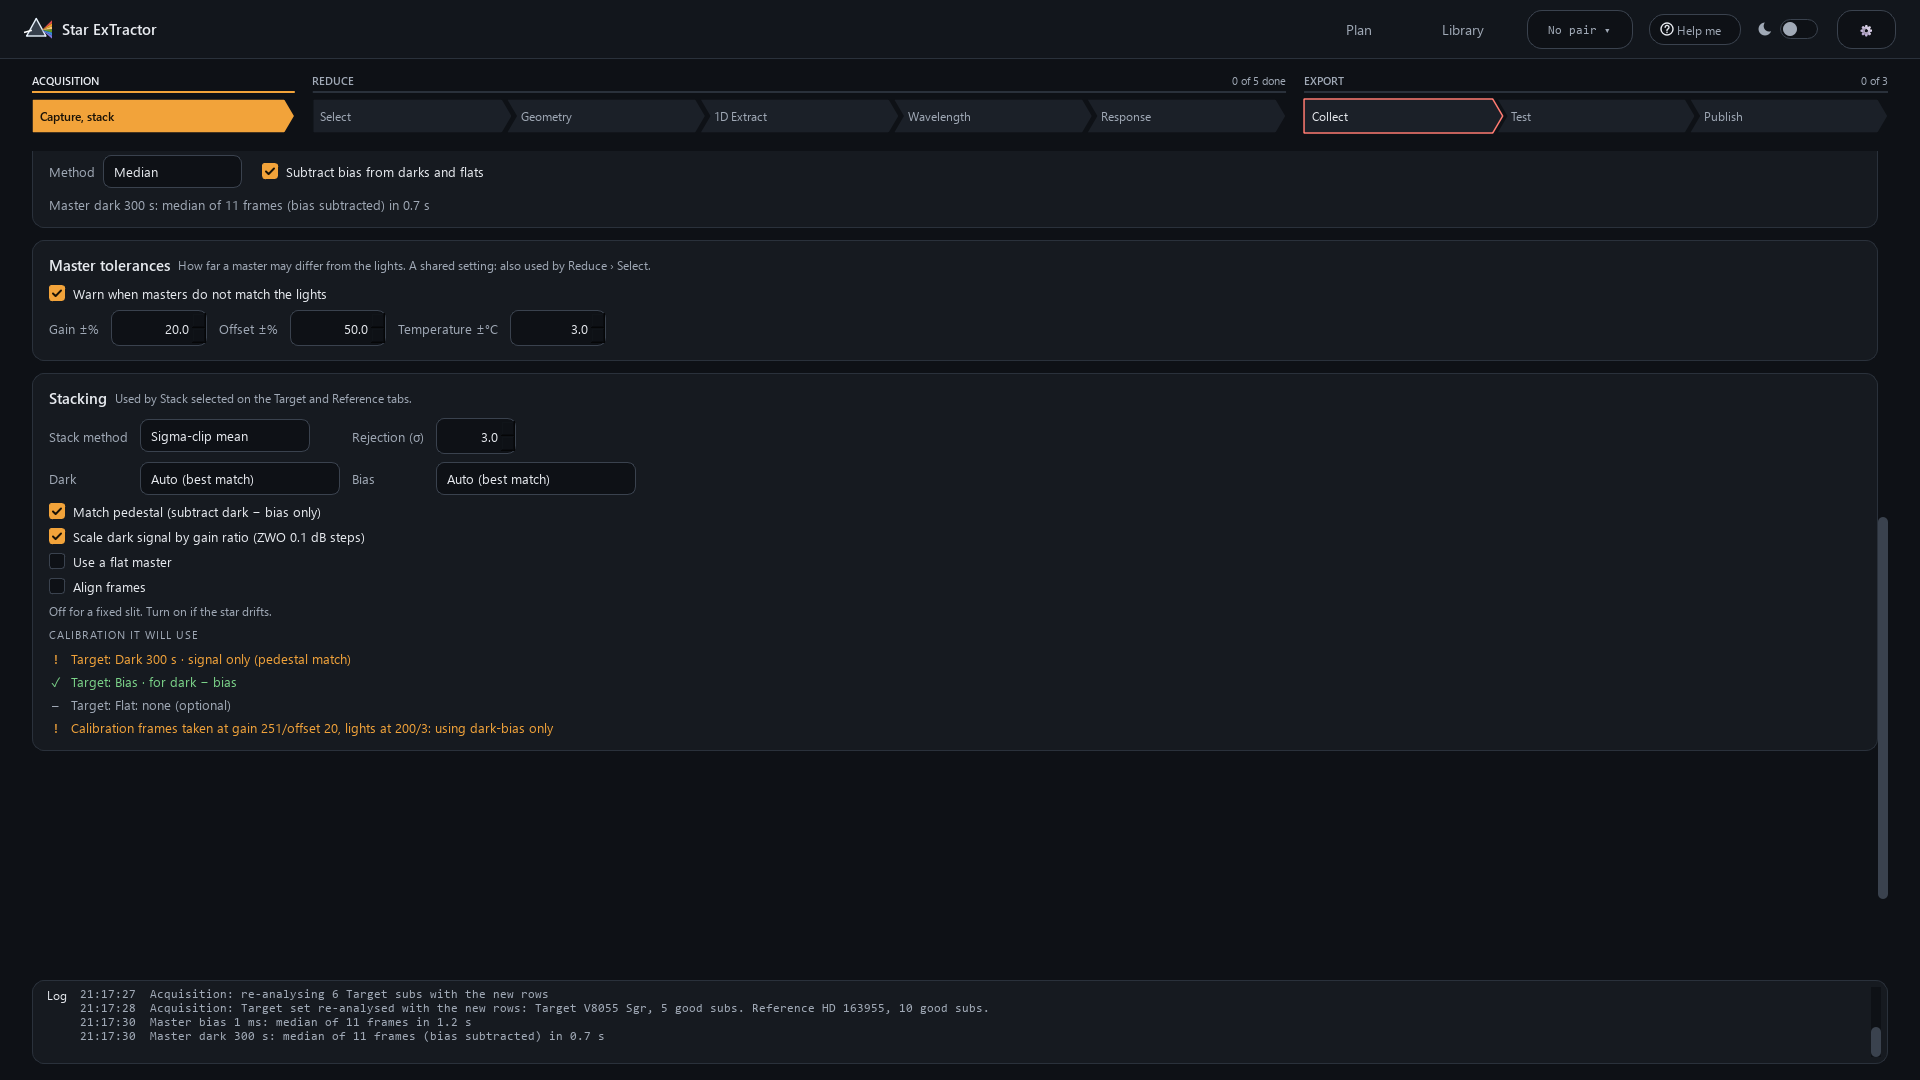 Star ExTractor
Plan
Library
No pair ▾
Help me
ACQUISITION
REDUCE
0 of 5 done
EXPORT
0 of 3
Capture, stack
Select
Geometry
1D Extract
Wavelength
Response
Collect
Test
Publish
Method Median Subtract bias from darks and flats
Master dark 300 s: median of 11 frames (bias subtracted) in 0.7 s
Master tolerances How far a master may differ from the lights. A shared setting: also used by Reduce › Select.
Warn when masters do not match the lights
Gain ±% 20.0 Offset ±% 50.0 Temperature ±°C 3.0
Stacking Used by Stack selected on the Target and Reference tabs.
Stack method Sigma-clip mean Rejection (σ) 3.0
Dark Auto (best match) Bias Auto (best match)
Match pedestal (subtract dark − bias only)
Scale dark signal by gain ratio (ZWO 0.1 dB steps)
Use a flat master
Align frames
Off for a fixed slit. Turn on if the star drifts.
CALIBRATION IT WILL USE
! Target: Dark 300 s · signal only (pedestal match)
✓ Target: Bias · for dark − bias
– Target: Flat: none (optional)
! Calibration frames taken at gain 251/offset 20, lights at 200/3: using dark-bias only
Log
21:17:27 Acquisition: re-analysing 6 Target subs with the new rows
21:17:28 Acquisition: Target set re-analysed with the new rows: Target V8055 Sgr, 5 good subs. Reference HD 163955, 10 good subs.
21:17:30 Master bias 1 ms: median of 11 frames in 1.2 s
21:17:30 Master dark 300 s: median of 11 frames (bias subtracted) in 0.7 s